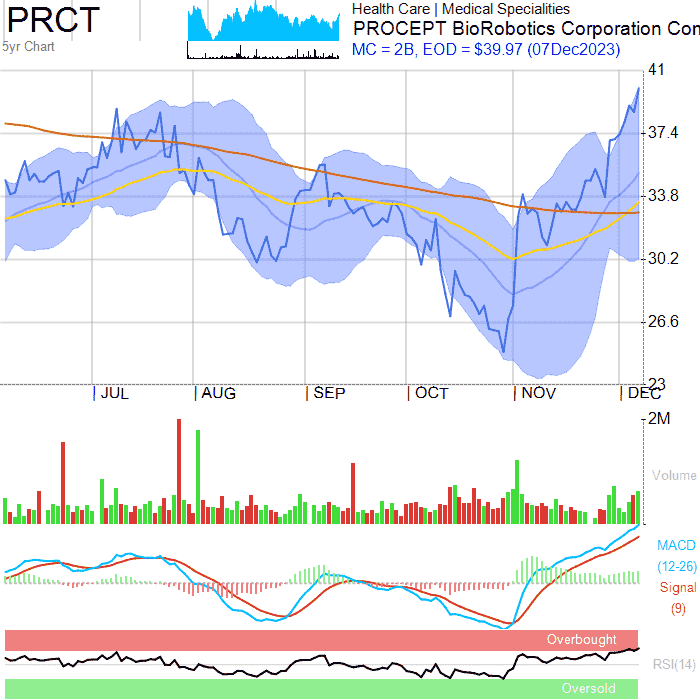 PRCT
5yr Chart
Health Care | Medical Specialities
PROCEPT BioRobotics Corporation Con
MC = 2B, EOD = $39.97 (07Dec2023)
41
37.4
33.8
30.2
26.6
23
JUL AUG SEP OCT NOV DEC
2M
Volume
MACD
(12-26)
Signal
(9)
Overbought
RSI(14)
Oversold